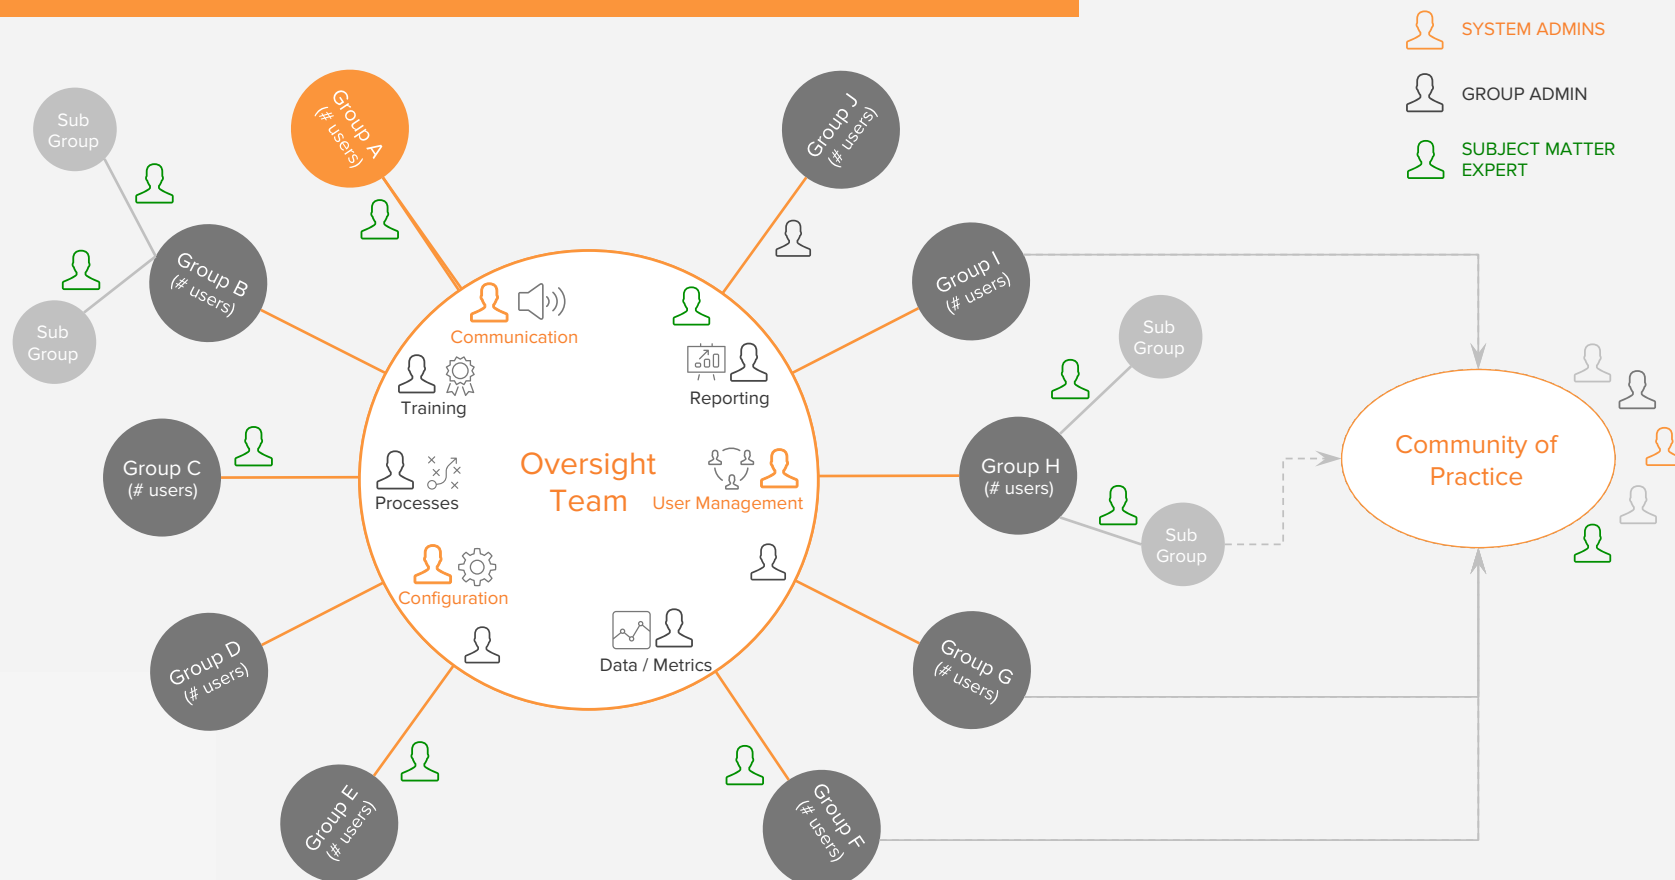 SYSTEM ADMINS
GROUP ADMIN
SUBJECT MATTER
EXPERT
Sub
Group
Group A
(# users)
Group J
(# users)
Group B
(# users)
Sub
Group
Group I
(# users)
Sub
Group
Communication
Training
Reporting
Group C
(# users)
Processes
Oversight
Team
User Management
Group H
(# users)
Community of
Practice
Sub
Group
Configuration
Data / Metrics
Group D
(# users)
Group G
(# users)
Group E
(# users)
Group F
(# users)